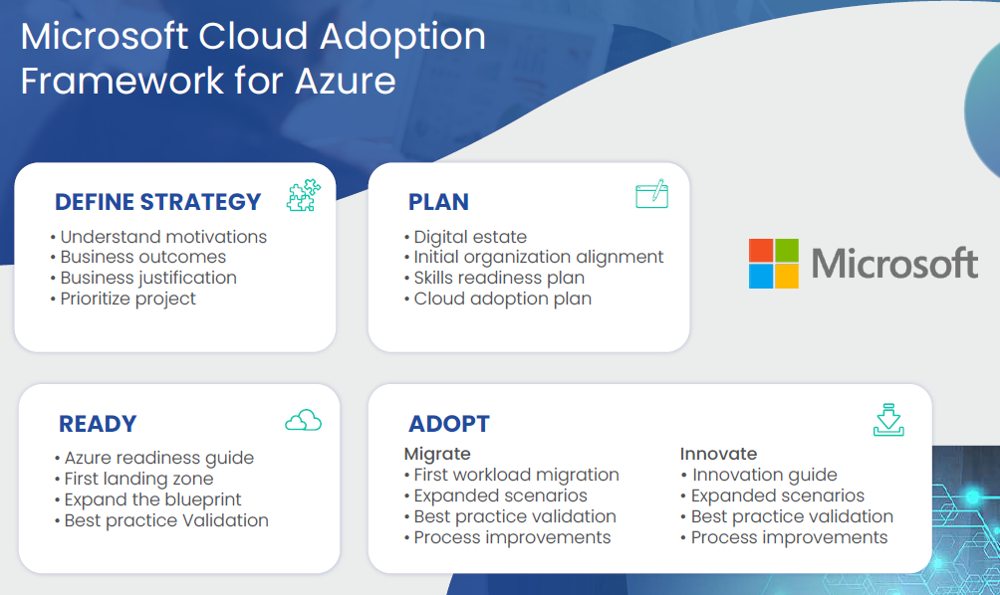 Microsoft Cloud Adoption
Framework for Azure
DEFINE STRATEGY
• Understand motivations
• Business outcomes
• Business justification
• Prioritize project
PLAN
• Digital estate
• Initial organization alignment
• Skills readiness plan
• Cloud adoption plan
Microsoft
READY
• Azure readiness guide
• First landing zone
• Expand the blueprint
• Best practice Validation
ADOPT
Migrate
• First workload migration
• Expanded scenarios
• Best practice validation
• Process improvements
Innovate
• Innovation guide
• Expanded scenarios
• Best practice validation
• Process improvements